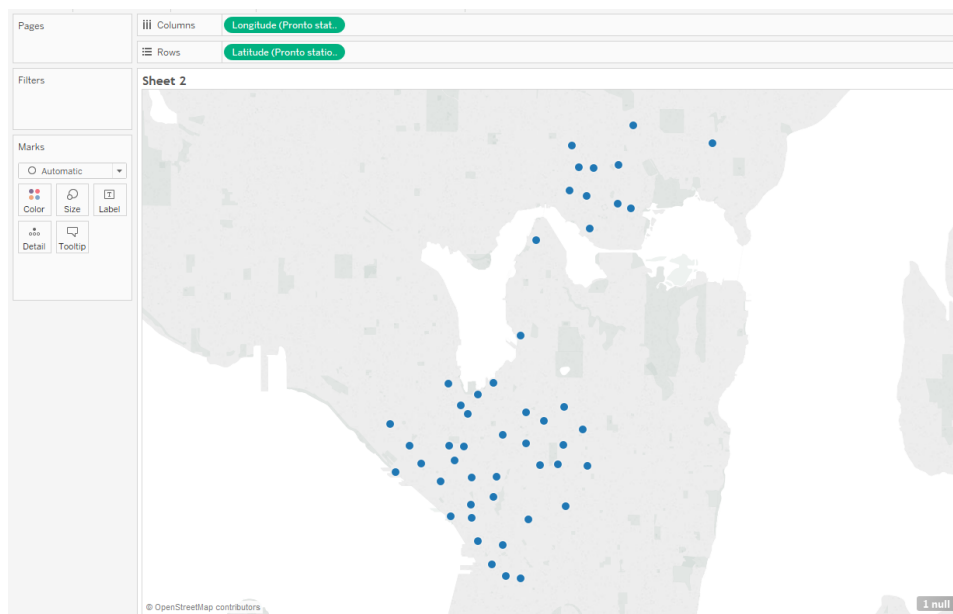 Pages
Columns
Longitude (Pronto stat..
Rows
Latitude (Pronto statio..
Filters
Sheet 2
Marks
Automatic
Color
Size
Label
Detail
Tooltip
© OpenStreetMap contributors
1 null